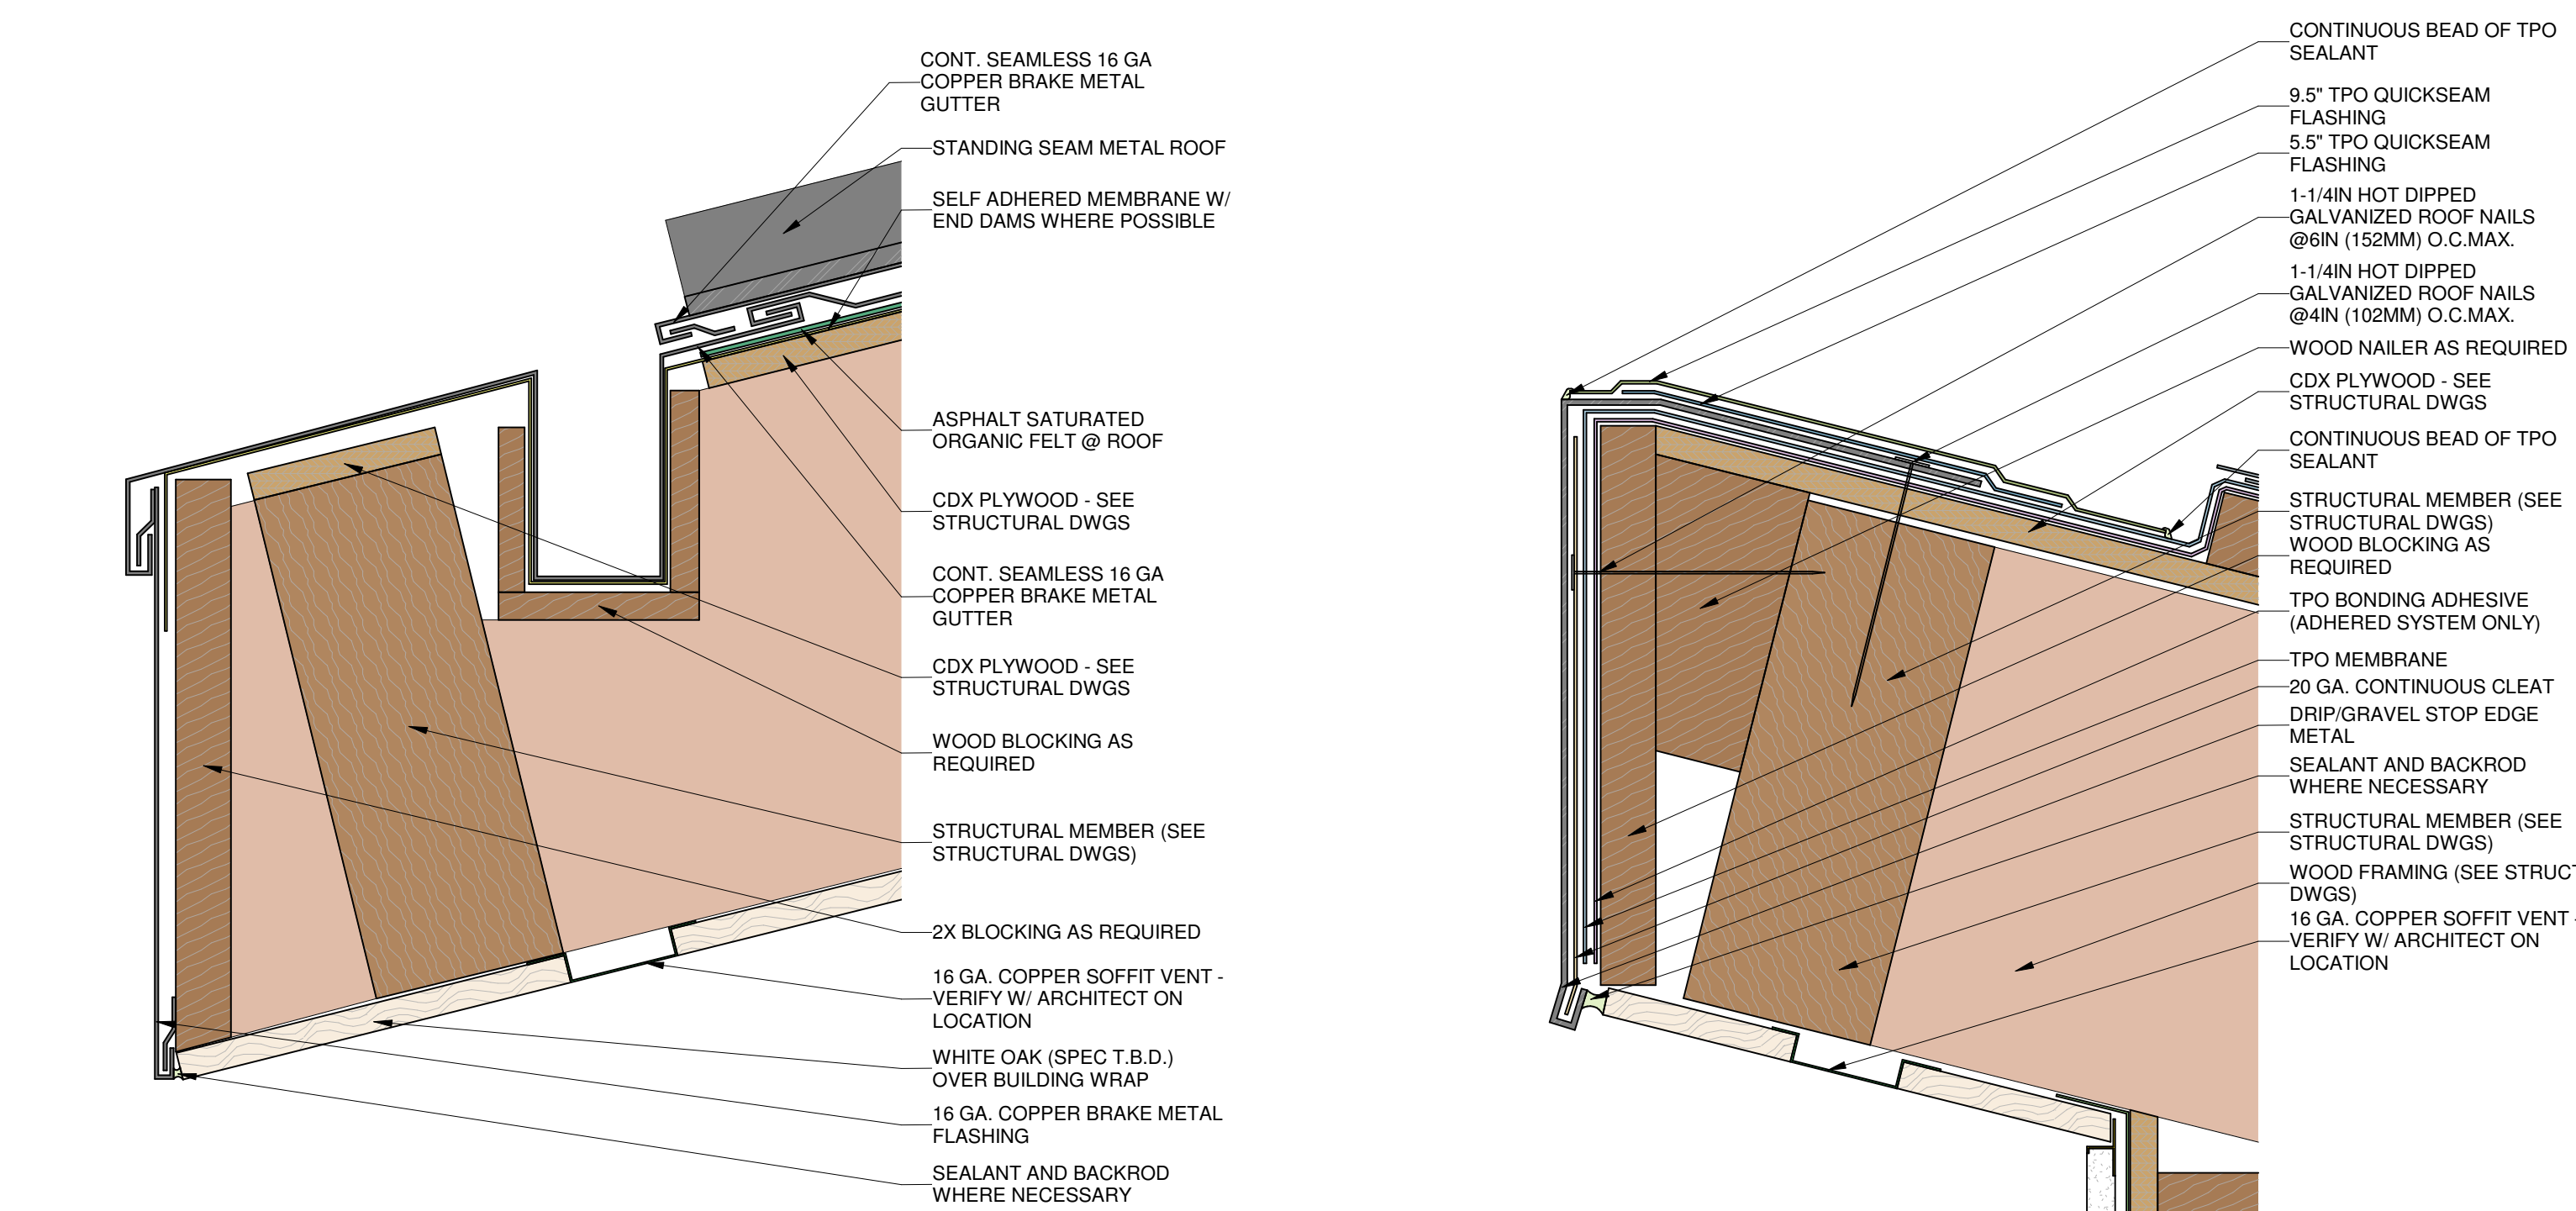 CONT. SEAMLESS 16 GA
COPPER BRAKE METAL
GUTTER
STANDING SEAM METAL ROOF
SELF ADHERED MEMBRANE W/
END DAMS WHERE POSSIBLE
ASPHALT SATURATED
ORGANIC FELT @ ROOF
CDX PLYWOOD - SEE
STRUCTURAL DWGS
CONT. SEAMLESS 16 GA
COPPER BRAKE METAL
GUTTER
CDX PLYWOOD - SEE
STRUCTURAL DWGS
WOOD BLOCKING AS
REQUIRED
STRUCTURAL MEMBER (SEE
STRUCTURAL DWGS)
2X BLOCKING AS REQUIRED
16 GA. COPPER SOFFIT VENT -
VERIFY W/ ARCHITECT ON
LOCATION
WHITE OAK (SPEC T.B.D.)
OVER BUILDING WRAP
16 GA. COPPER BRAKE METAL
FLASHING
SEALANT AND BACKROD
WHERE NECESSARY
CONTINUOUS BEAD OF TPO
SEALANT
9.5" TPO QUICKSEAM
FLASHING
5.5" TPO QUICKSEAM
FLASHING
1-1/4IN HOT DIPPED
GALVANIZED ROOF NAILS
@6IN (152MM) O.C.MAX.
1-1/4IN HOT DIPPED
GALVANIZED ROOF NAILS
@4IN (102MM) O.C.MAX.
WOOD NAILER AS REQUIRED
CDX PLYWOOD - SEE
STRUCTURAL DWGS
CONTINUOUS BEAD OF TPO
SEALANT
STRUCTURAL MEMBER (SEE
STRUCTURAL DWGS)
WOOD BLOCKING AS
REQUIRED
TPO BONDING ADHESIVE
(ADHERED SYSTEM ONLY)
TPO MEMBRANE
20 GA. CONTINUOUS CLEAT
DRIP/GRAVEL STOP EDGE
METAL
SEALANT AND BACKROD
WHERE NECESSARY
STRUCTURAL MEMBER (SEE
STRUCTURAL DWGS)
WOOD FRAMING (SEE STRUCT
DWGS)
16 GA. COPPER SOFFIT VENT -
VERIFY W/ ARCHITECT ON
LOCATION